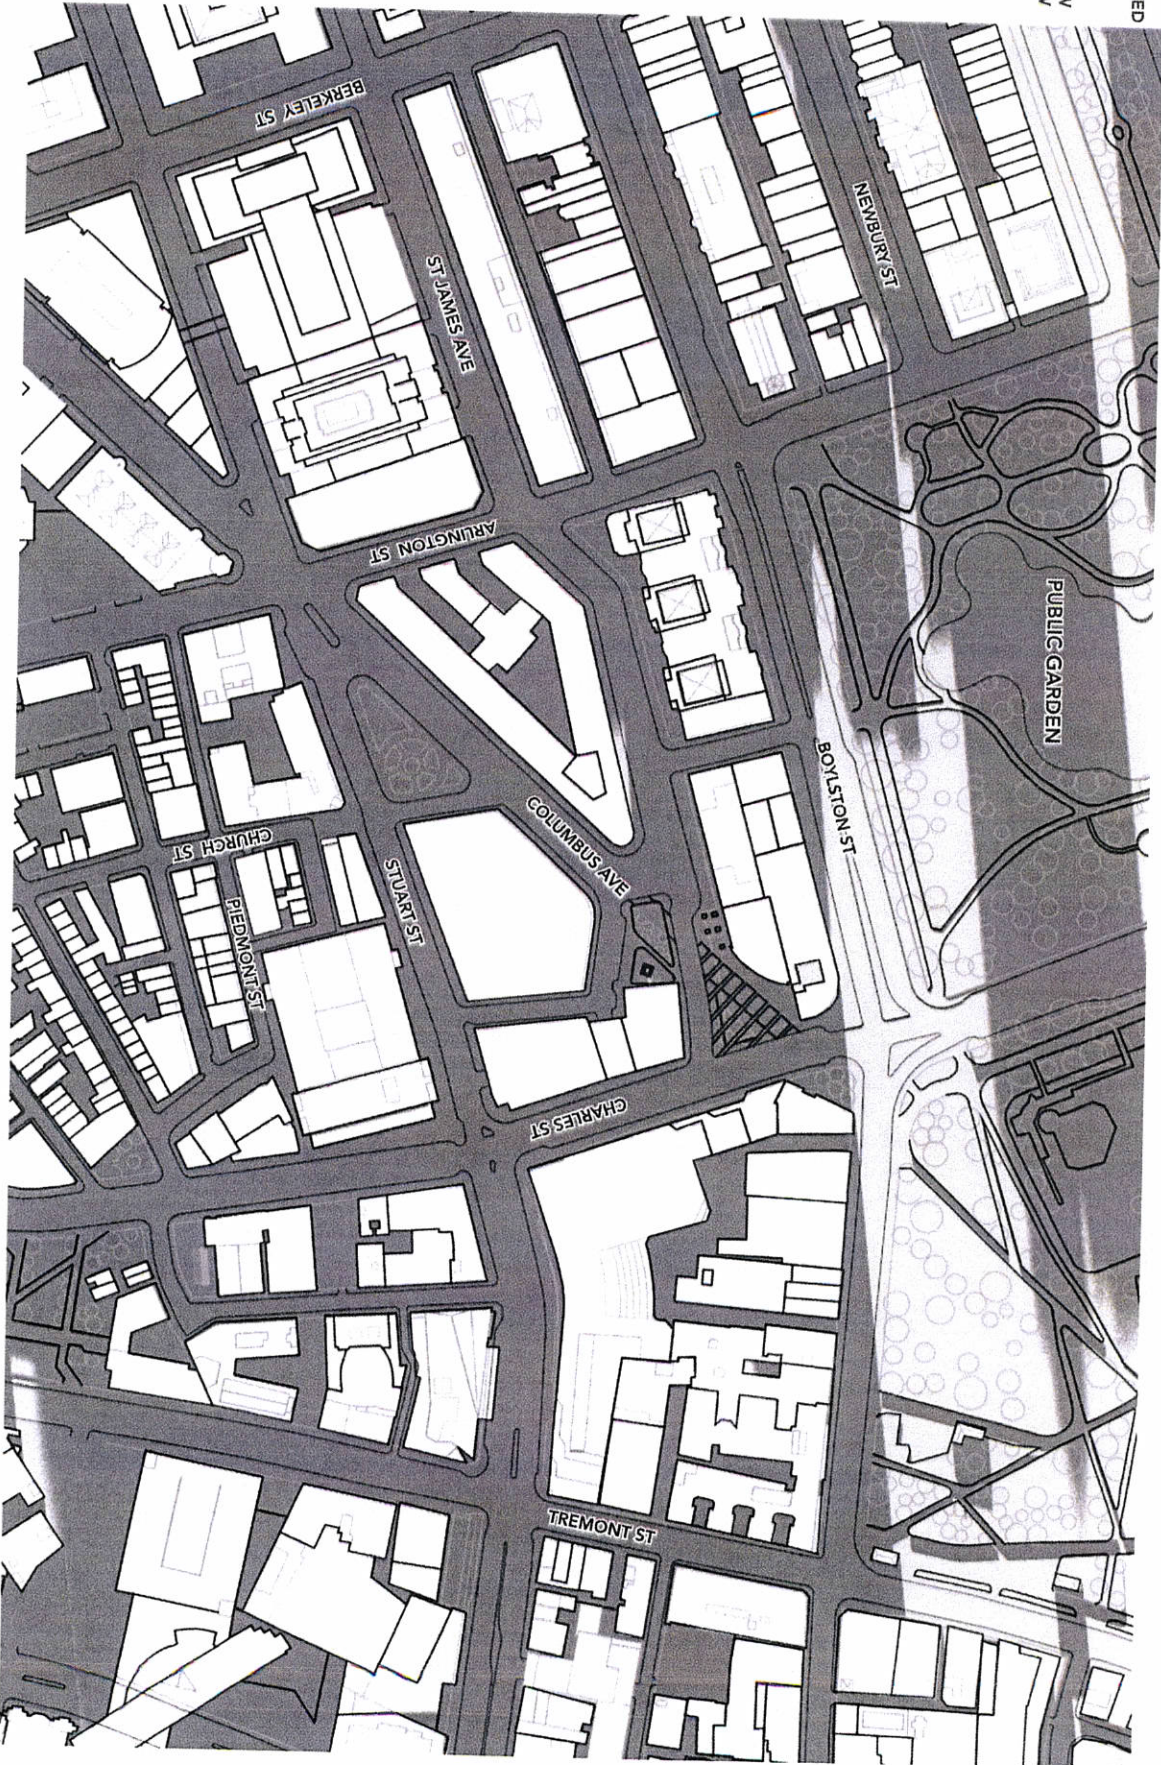 ED
BERKELEY ST
NEWBURY ST
ST JAMES AVE
ARLINGTON ST
PUBLIC GARDEN
BOYLSTON ST
COLUMBUS AVE
CHURCH ST
STUART ST
PIEDMONT ST
CHARLES ST
TREMONT ST